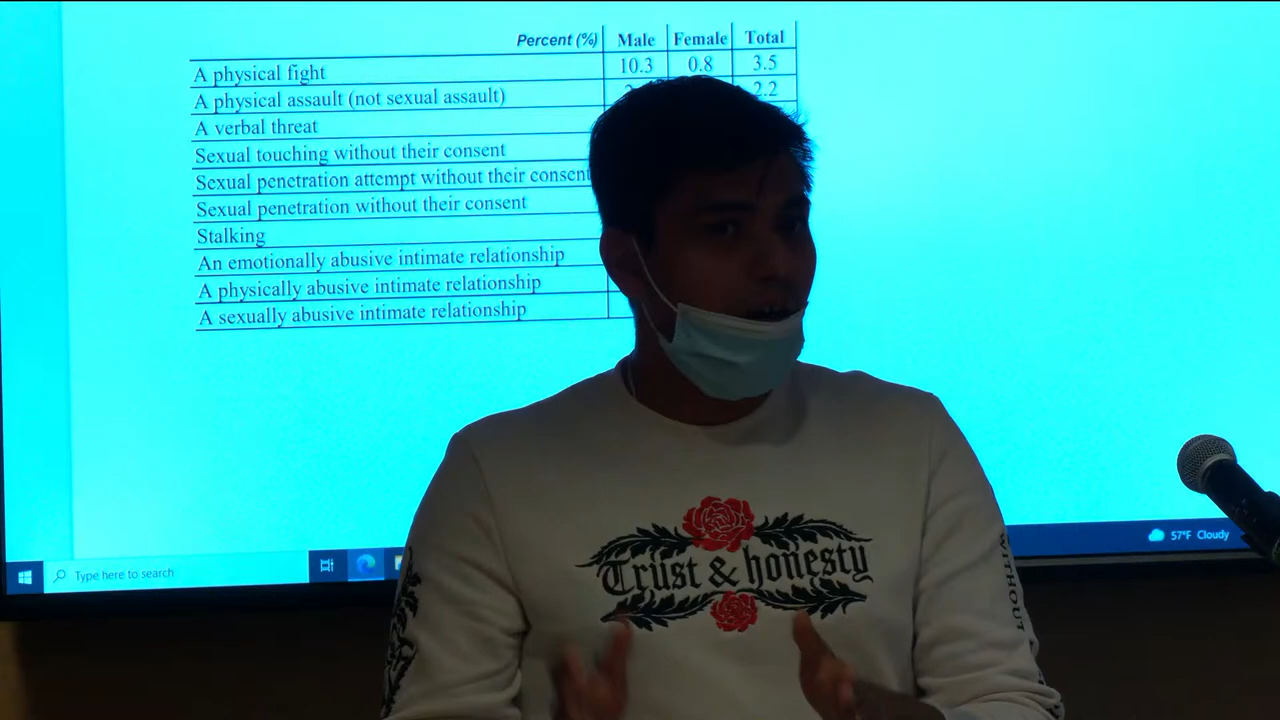 Percent (%) Male Female Total
A physical fight 10.3 0.8 3.5
A physical assault (not sexual assault) 2.2
A verbal threat
Sexual touching without their consent
Sexual penetration attempt without their consent
Sexual penetration without their consent
Stalking
An emotionally abusive intimate relationship
A physically abusive intimate relationship
A sexually abusive intimate relationship
Trust & honesty
WITHOUT
Type here to search
57°F Cloudy